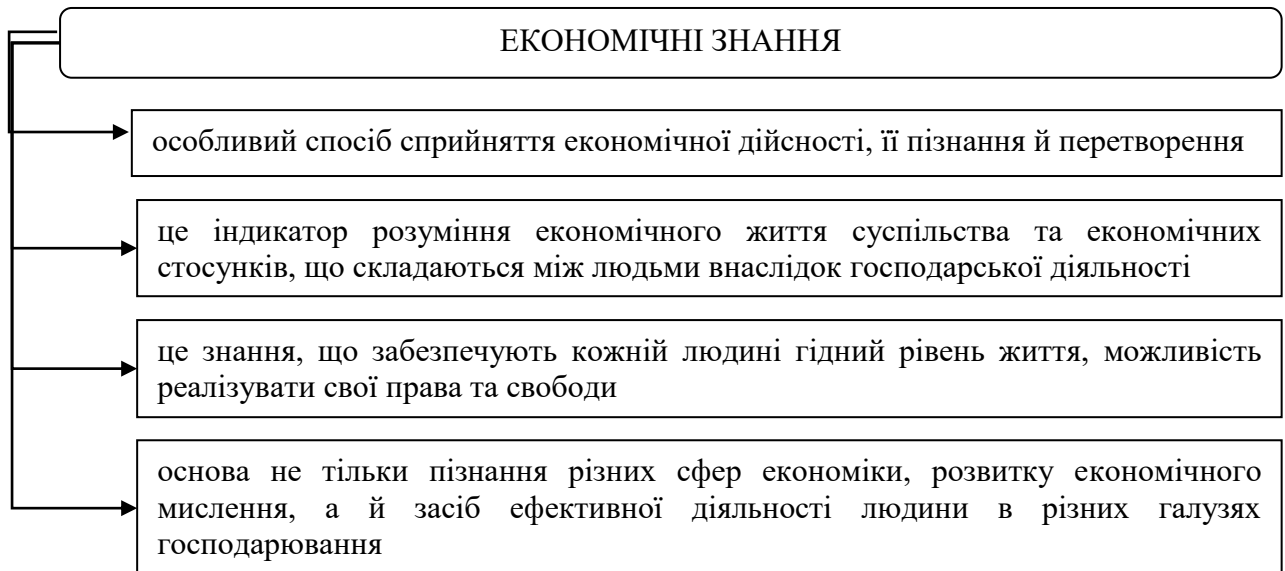 ЕКОНОМІЧНІ ЗНАННЯ
особливий спосіб сприйняття економічної дійсності, її пізнання й перетворення
це індикатор розуміння економічного життя суспільства та економічних
стосунків, що складаються між людьми внаслідок господарської діяльності
це знання, що забезпечують кожній людині гідний рівень життя, можливість
реалізувати свої права та свободи
основа не тільки пізнання різних сфер економіки, розвитку економічного
мислення, а й засіб ефективної діяльності людини в різних галузях
господарювання